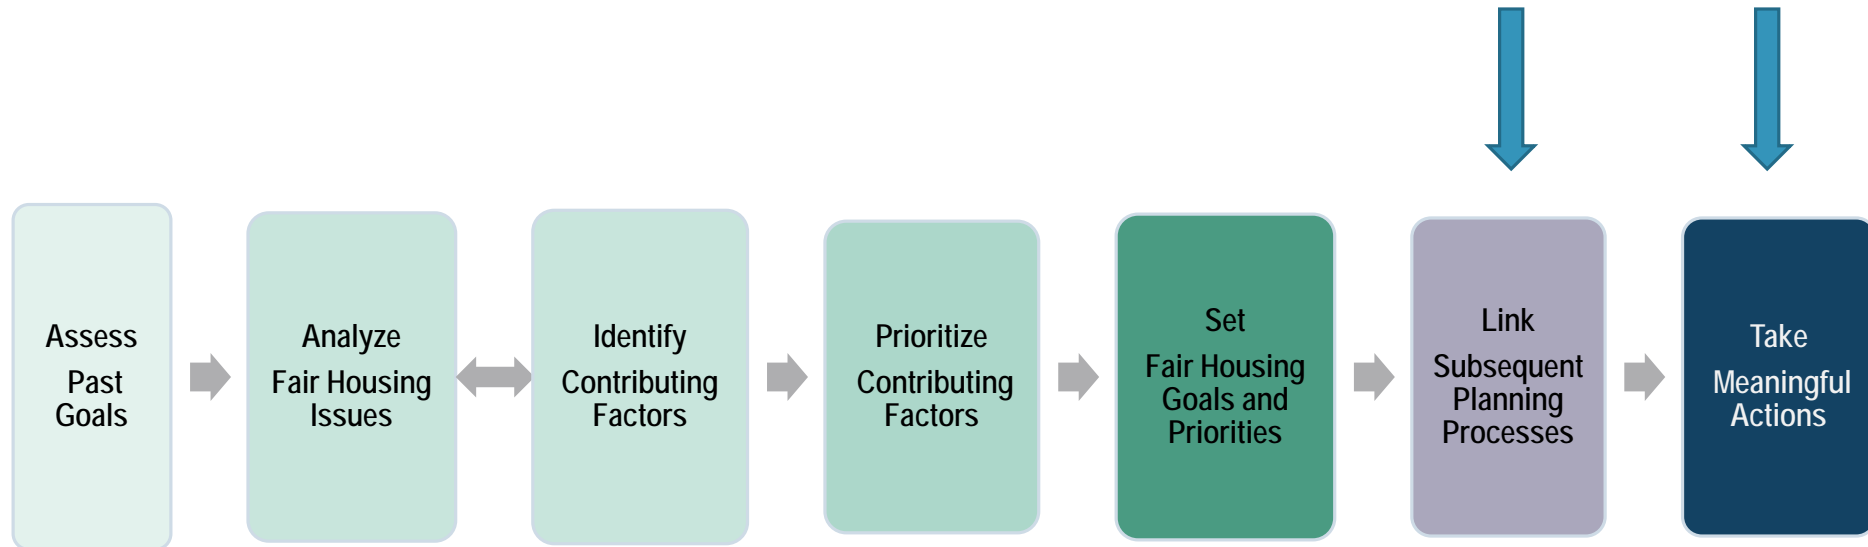 Assess
Past
Goals
Analyze
Fair Housing
Issues
Identify
Contributing
Factors
Prioritize
Contributing
Factors
Set
Fair Housing
Goals and
Priorities
Link
Subsequent
Planning
Processes
Take
Meaningful
Actions